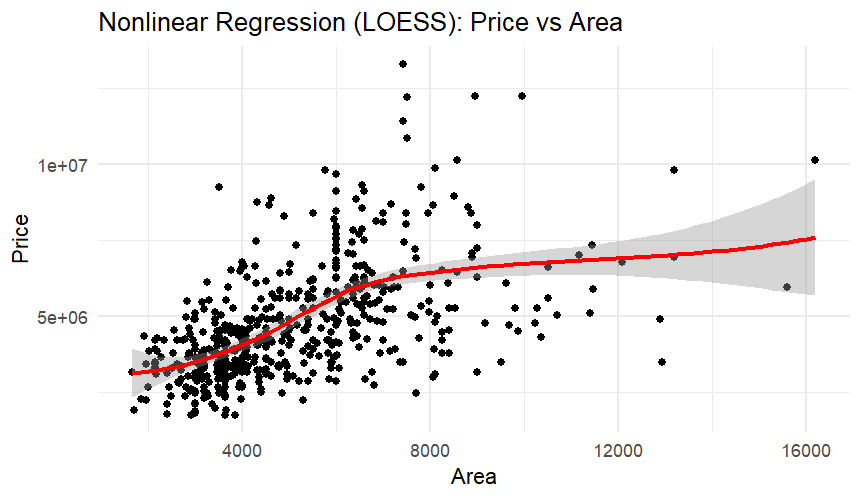 Nonlinear Regression (LOESS): Price vs Area
1e+07
5e+06
Price
4000 8000 12000 16000
Area